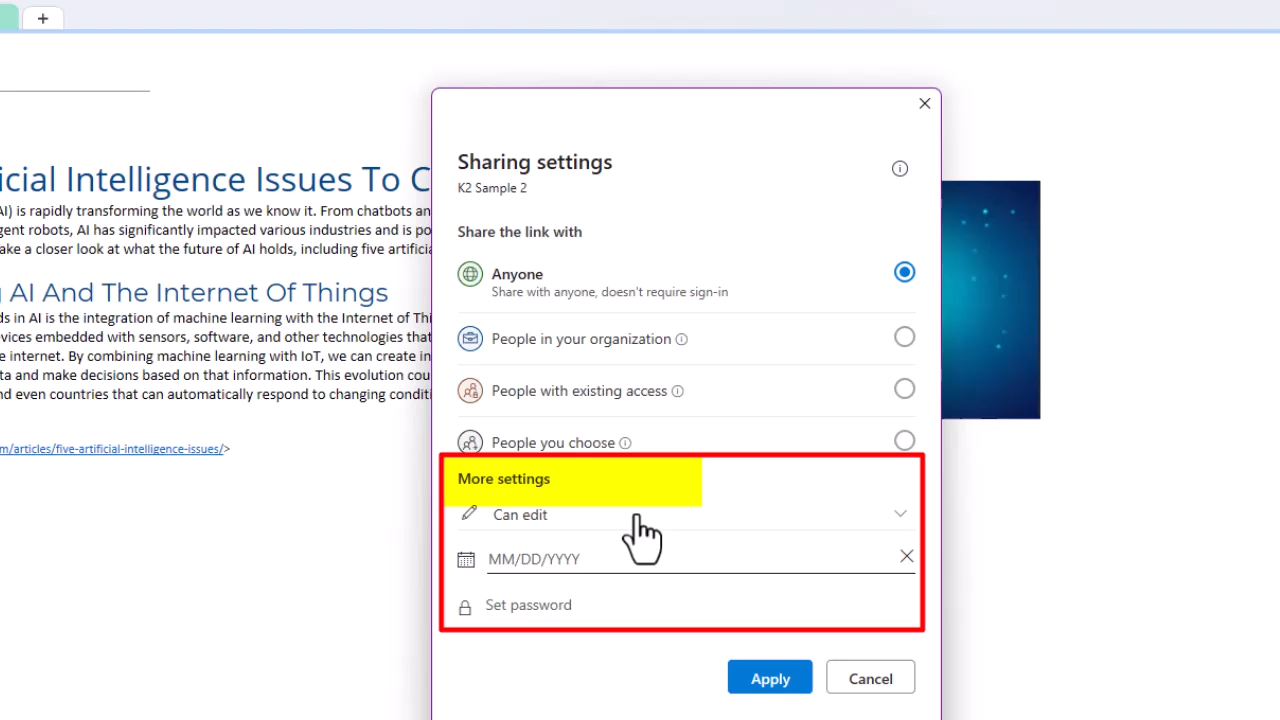 +
icial Intelligence Issues To C
AI) is rapidly transforming the world as we know it. From chatbots an
gent robots, AI has significantly impacted various industries and is po
ake a closer look at what the future of AI holds, including five artificia
g AI And The Internet Of Things
ds in AI is the integration of machine learning with the Internet of Thi
vices embedded with sensors, software, and other technologies that
e internet. By combining machine learning with IoT, we can create in
ta and make decisions based on that information. This evolution cou
nd even countries that can automatically respond to changing conditi
m/articles/five-artificial-intelligence-issues/>
Sharing settings
K2 Sample 2
Share the link with
Anyone
Share with anyone, doesn't require sign-in
People in your organization
People with existing access
People you choose
More settings
Can edit
MM/DD/YYYY
Set password
Apply Cancel